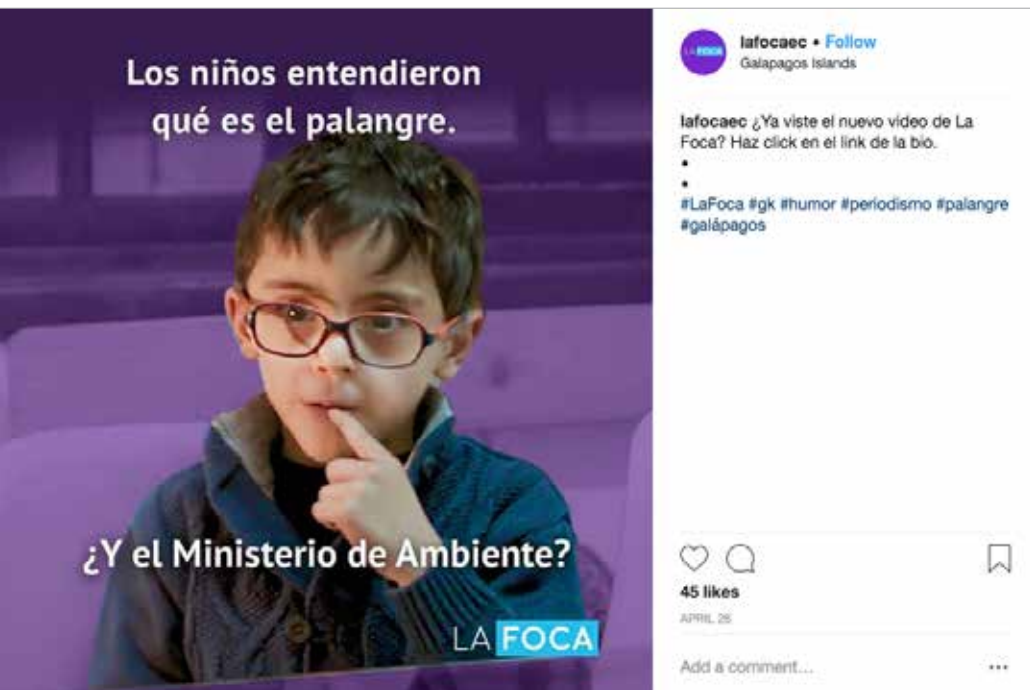 Los niños entendieron
qué es el palangre.
¿Y el Ministerio de Ambiente?
LA FOCA
LA FOCA
lafocaec • Follow
Galapagos Islands
lafocaec ¿Ya viste el nuevo video de La
Foca? Haz click en el link de la bio.
•
•
#LaFoca #gk #humor #periodismo #palangre
#galápagos
45 likes
APRIL 26
Add a comment...